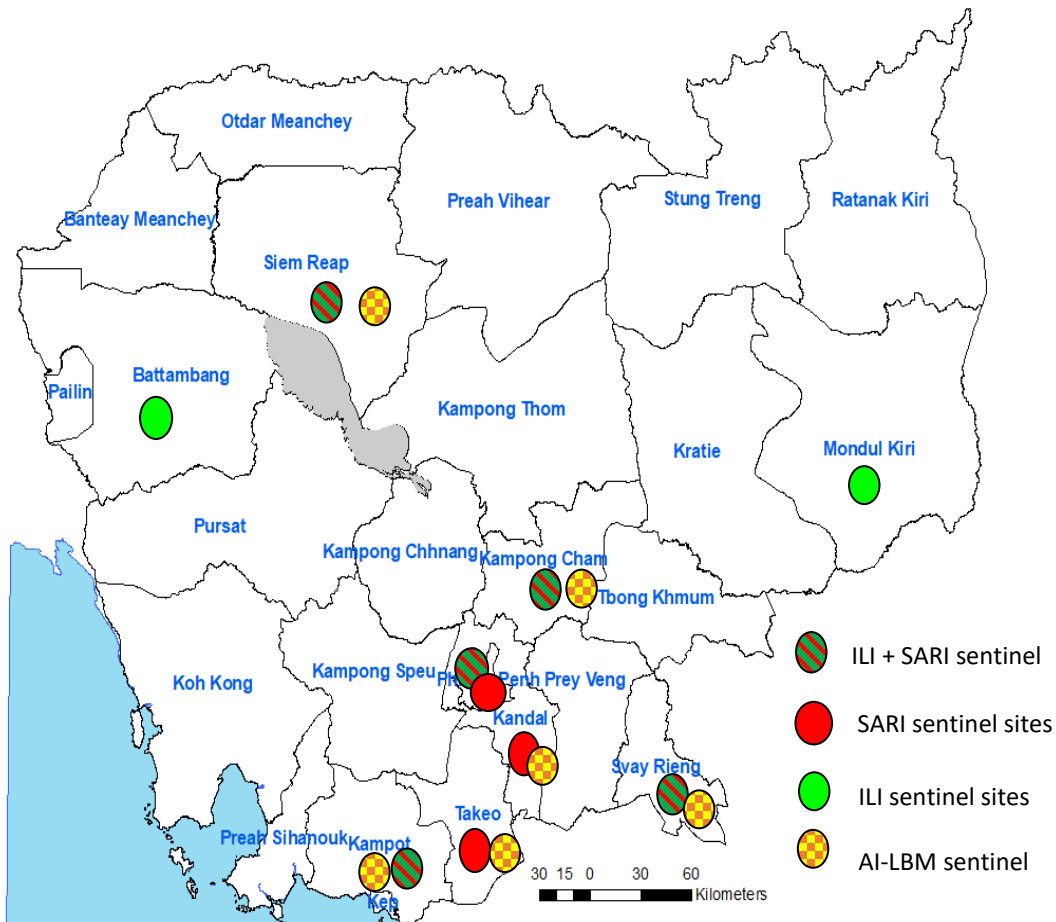 Otdar Meanchey
Banteay Meanchey
Preah Vihear
Stung Treng
Ratanak Kiri
Siem Reap
Battambang
Pailin
Kampong Thom
Kratie
Mondul Kiri
Pursat
Kampong Chhnang
Kampong Cham
Tbong Khmum
Koh Kong
Kampong Speu
Penh Prey Veng
Kandal
Svay Rieng
Takeo
Preah Sihanouk
Kampot
Kep
ILI + SARI sentinel
SARI sentinel sites
ILI sentinel sites
AI-LBM sentinel
30 15 0 30 60
Kilometers